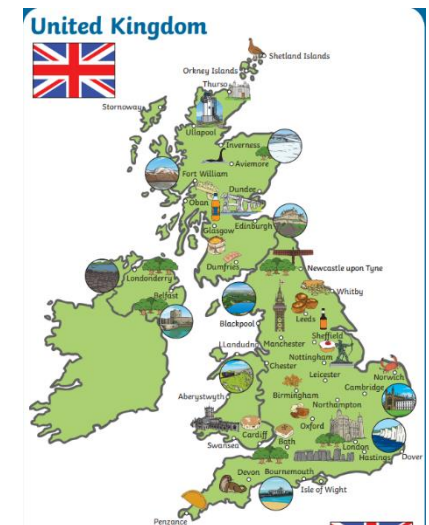 United Kingdom
Shetland Islands
Orkney Islands
Thurso
Stornoway
Ullapool
Inverness
Aviemore
Fort William
Dundee
Oban
Glasgow
Edinburgh
Dumfries
Newcastle upon Tyne
Londonderry
Belfast
Whitby
Leeds
Blackpool
Manchester
Sheffield
Llandudno
Chester
Nottingham
Leicester
Norwich
Cambridge
Aberystwyth
Birmingham
Northampton
Oxford
Swansea
Cardiff
Bath
London
Hastings
Dover
Devon
Bournemouth
Isle of Wight
Penzance